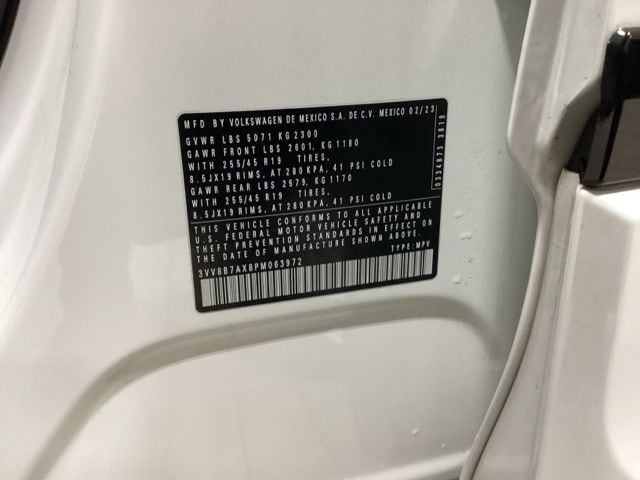 MFD BY VOLKSWAGEN DE MEXICO S.A. DE C.V. MEXICO 02/23
GVWR LBS 5071 KG 2300
GAWR FRONT LBS 2601, KG 1180
WITH 255/45 R19 TIRES,
8.5JX19 RIMS, AT 280 KPA, 41 PSI COLD
GAWR REAR LBS 2579, KG 1170
WITH 255/45 R19 TIRES,
8.5JX19 RIMS, AT 280 KPA, 41 PSI COLD
THIS VEHICLE CONFORMS TO ALL APPLICABLE
U.S. FEDERAL MOTOR VEHICLE SAFETY AND
THEFT PREVENTION STANDARDS IN EFFECT ON
THE DATE OF MANUFACTURE SHOWN ABOVE.
3VV8B7AX8PM063972 TYPE: MPV
0334873 3819